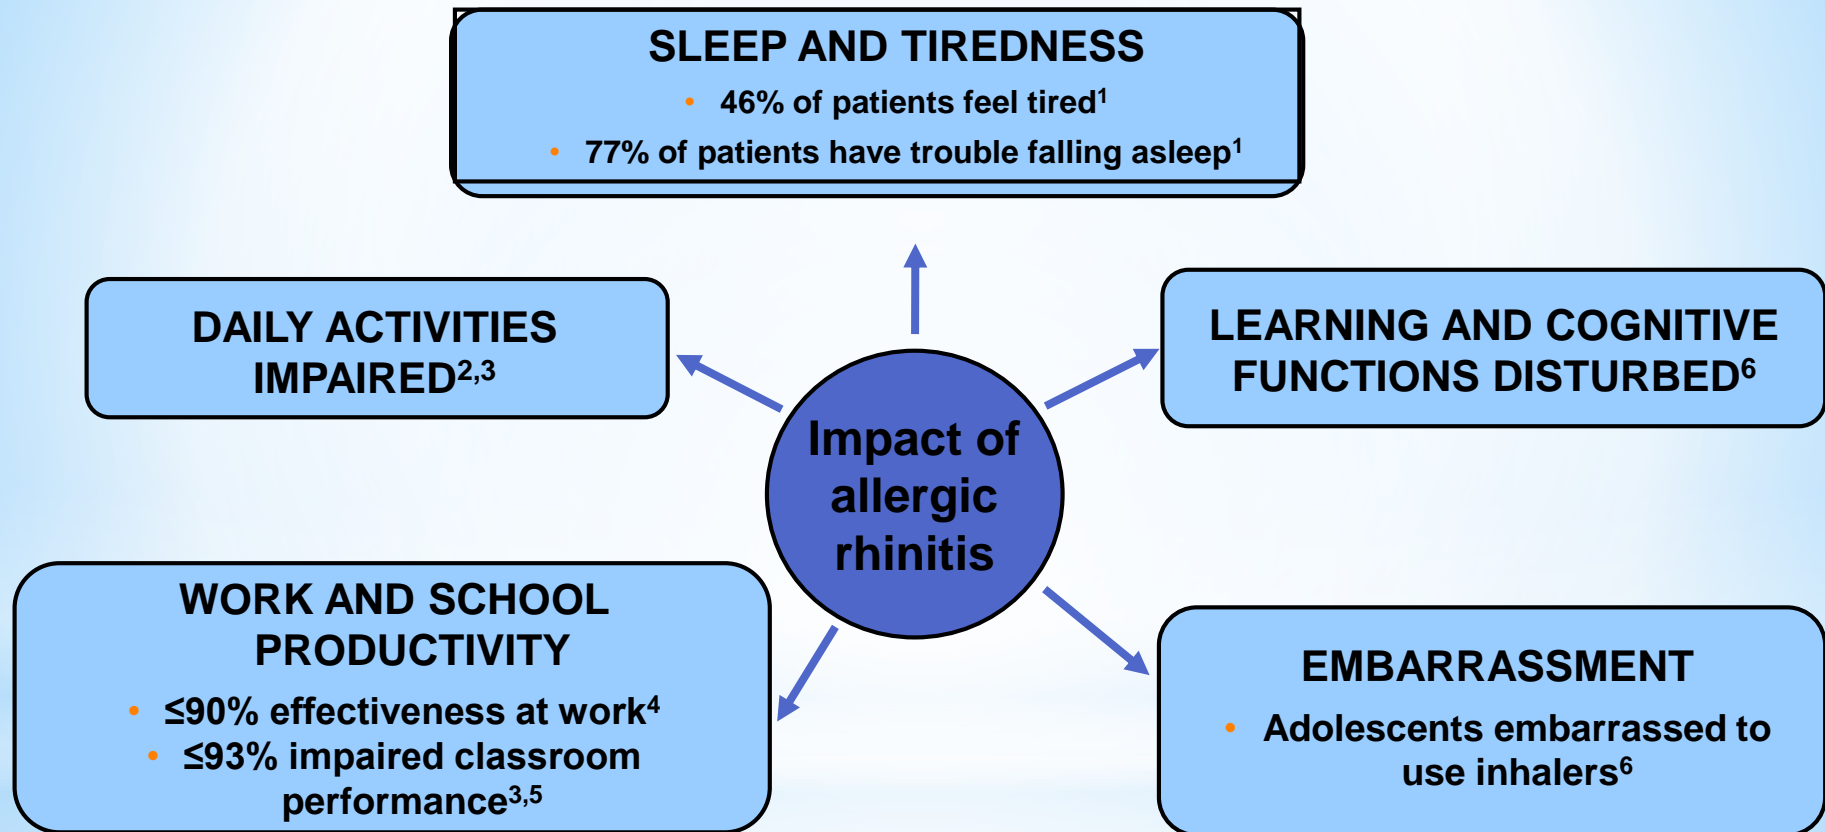 SLEEP AND TIREDNESS
• 46% of patients feel tired¹
• 77% of patients have trouble falling asleep¹
DAILY ACTIVITIES
IMPAIRED²,³
LEARNING AND COGNITIVE
FUNCTIONS DISTURBED⁶
Impact of
allergic
rhinitis
WORK AND SCHOOL
PRODUCTIVITY
• ≤90% effectiveness at work⁴
• ≤93% impaired classroom
performance³,⁵
EMBARRASSMENT
• Adolescents embarrassed to
use inhalers⁶